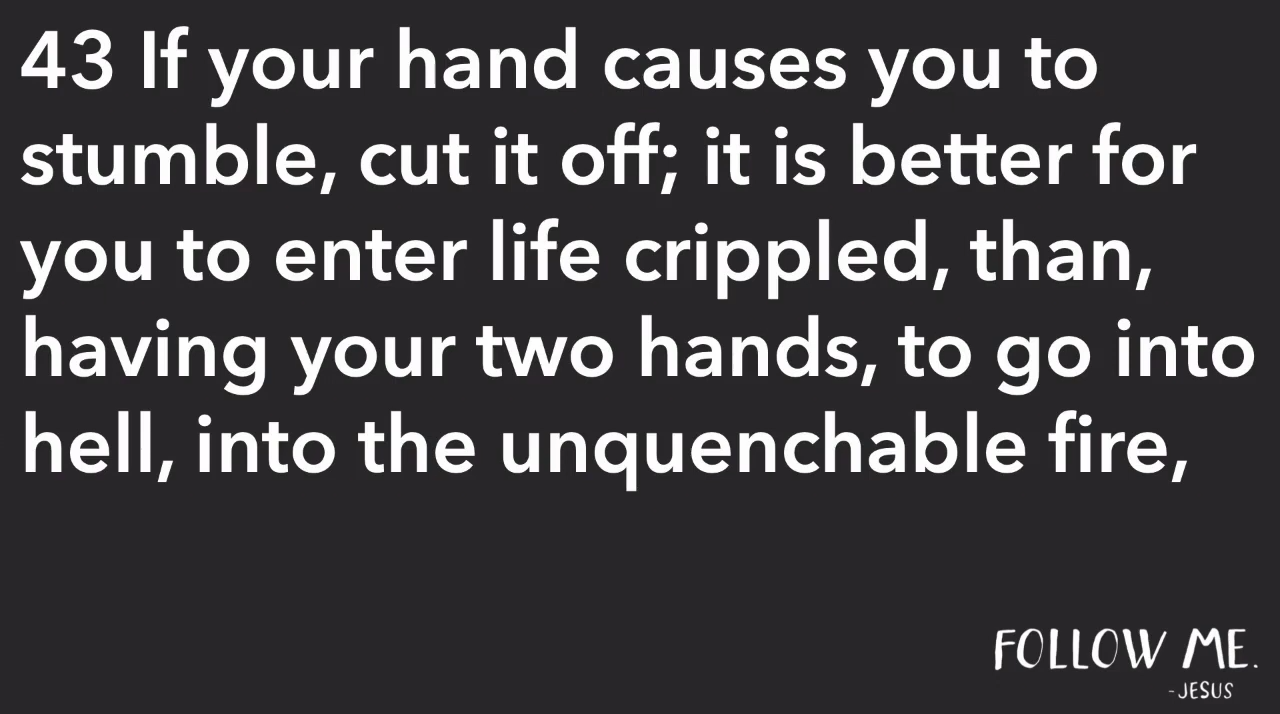 43 If your hand causes you to
stumble, cut it off; it is better for
you to enter life crippled, than,
having your two hands, to go into
hell, into the unquenchable fire,
FOLLOW ME.
-JESUS